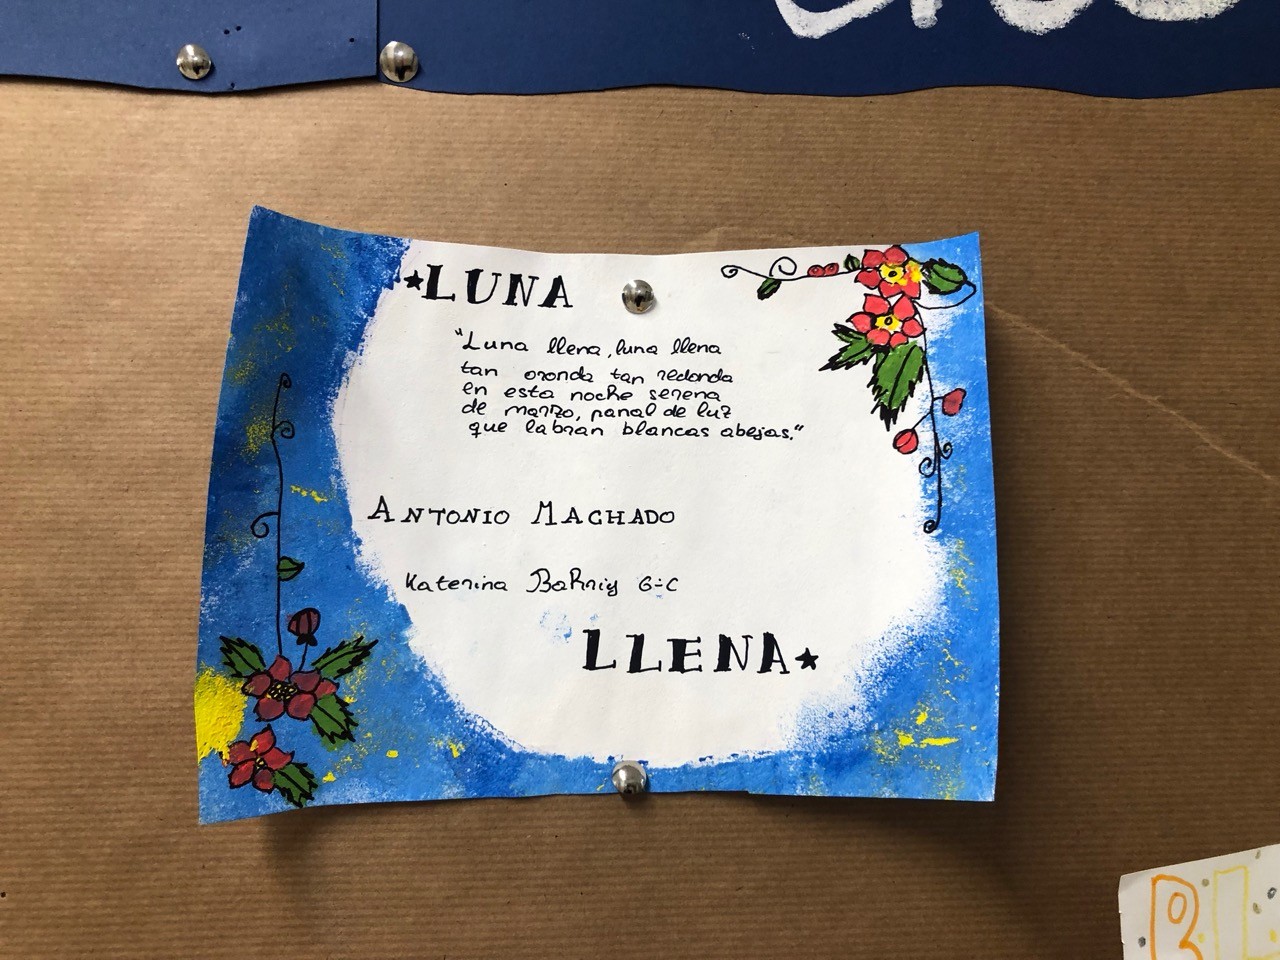 ★LUNA
"Luna llena, luna llena
tan oronda tan redonda
en esta noche serena
de marzo, panal de luz
que labran blancas abejas."
ANTONIO MACHADO
Katerina 6=C
LLENA★